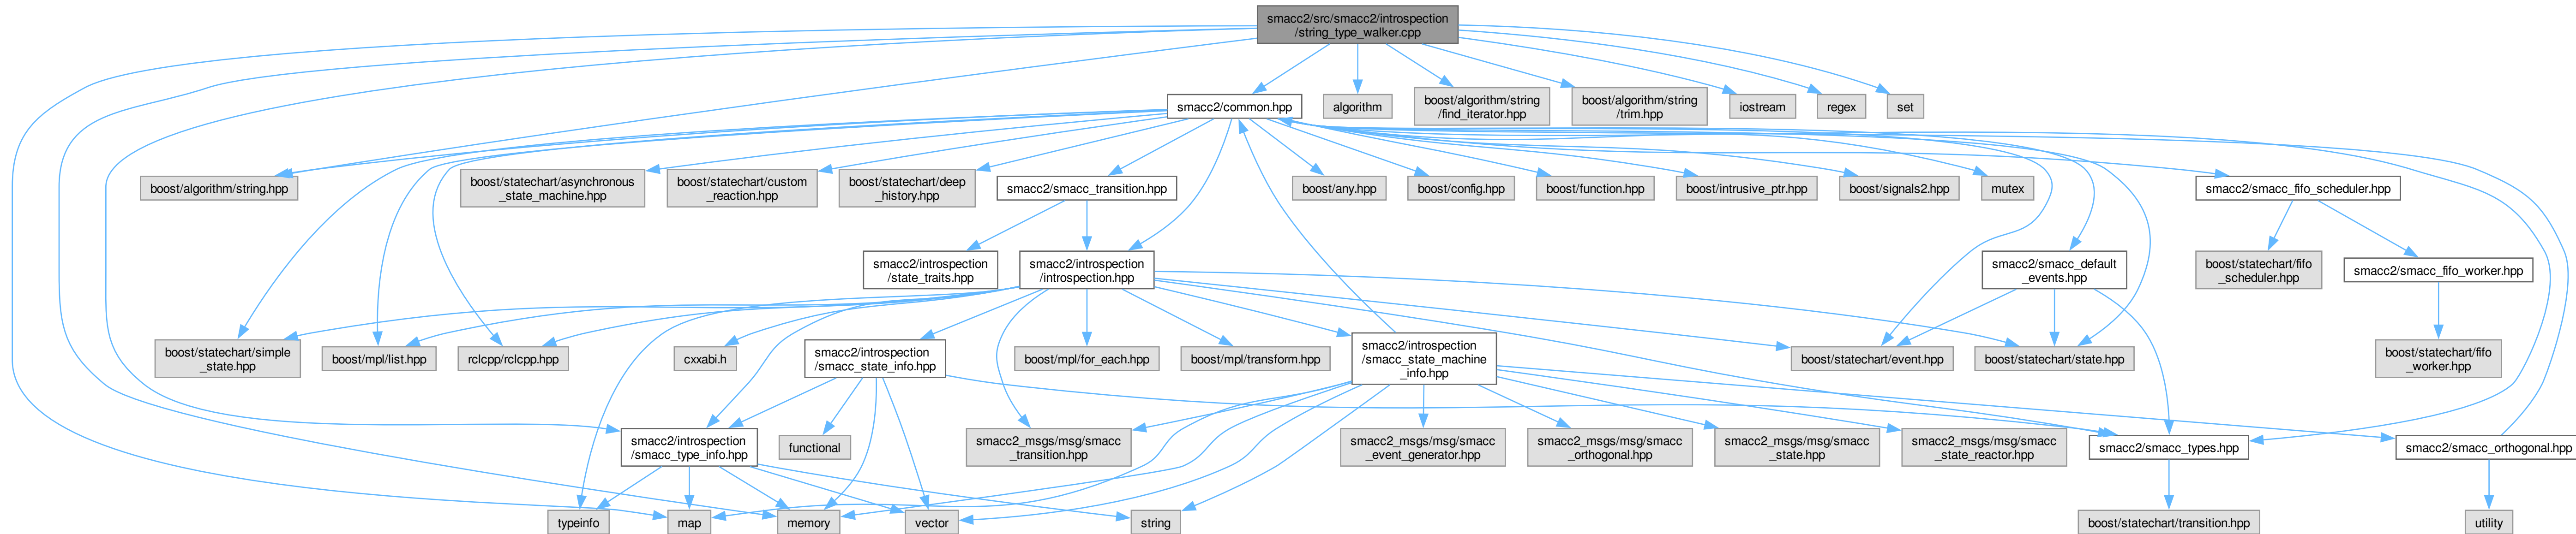 smacc2/src/smacc2/introspection
/string_type_walker.cpp
smacc2/common.hpp
algorithm
boost/algorithm/string
/find_iterator.hpp
boost/algorithm/string
/trim.hpp
iostream
regex
set
boost/algorithm/string.hpp
boost/statechart/asynchronous
_state_machine.hpp
boost/statechart/custom
_reaction.hpp
boost/statechart/deep
_history.hpp
smacc2/smacc_transition.hpp
boost/any.hpp
boost/config.hpp
boost/function.hpp
boost/intrusive_ptr.hpp
boost/signals2.hpp
mutex
smacc2/smacc_fifo_scheduler.hpp
smacc2/introspection
/state_traits.hpp
smacc2/introspection
/introspection.hpp
smacc2/smacc_default
_events.hpp
boost/statechart/fifo
_scheduler.hpp
smacc2/smacc_fifo_worker.hpp
boost/statechart/simple
_state.hpp
boost/mpl/list.hpp
rclcpp/rclcpp.hpp
cxxabi.h
smacc2/introspection
/smacc_state_info.hpp
boost/mpl/for_each.hpp
boost/mpl/transform.hpp
smacc2/introspection
/smacc_state_machine
_info.hpp
boost/statechart/event.hpp
boost/statechart/state.hpp
boost/statechart/fifo
_worker.hpp
smacc2/introspection
/smacc_type_info.hpp
functional
smacc2_msgs/msg/smacc
_transition.hpp
smacc2_msgs/msg/smacc
_event_generator.hpp
smacc2_msgs/msg/smacc
_orthogonal.hpp
smacc2_msgs/msg/smacc
_state.hpp
smacc2_msgs/msg/smacc
_state_reactor.hpp
smacc2/smacc_types.hpp
smacc2/smacc_orthogonal.hpp
typeinfo
map
memory
vector
string
boost/statechart/transition.hpp
utility